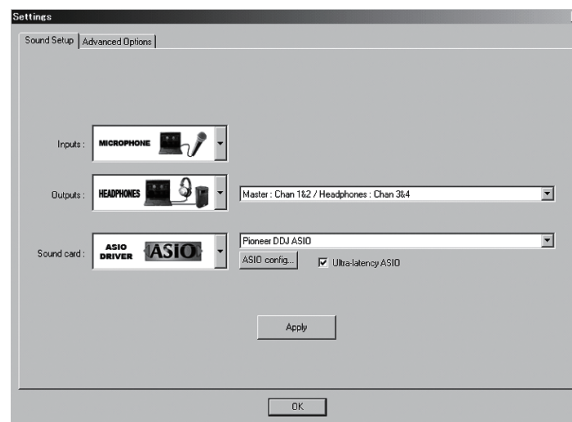 Settings
Sound Setup Advanced Options
Inputs : MICROPHONE
Outputs : HEADPHONES Master : Chan 1&2 / Headphones : Chan 3&4
Sound card : ASIO DRIVER ASIO Pioneer DDJ ASIO
ASIO config... Ultra-latency ASIO
Apply
OK